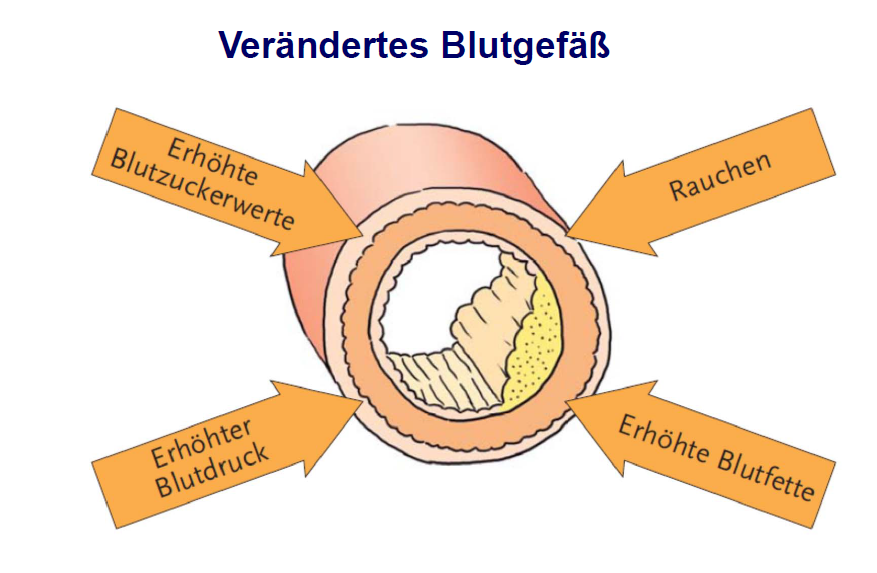 Verändertes Blutgefäß
Erhöhte
Blutzuckerwerte
Rauchen
Erhöhter
Blutdruck
Erhöhte Blutfette